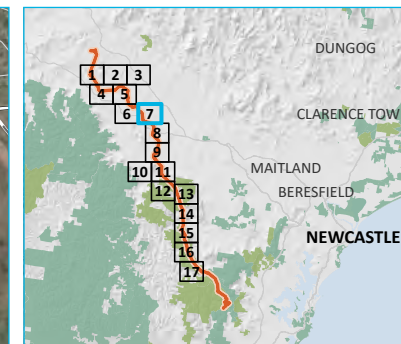 DUNGOG
1 2 3
4 5
6 7
CLARENCE TOW
8
9
MAITLAND
10 11
BERESFIELD
12 13
14
15
NEWCASTLE
16
17